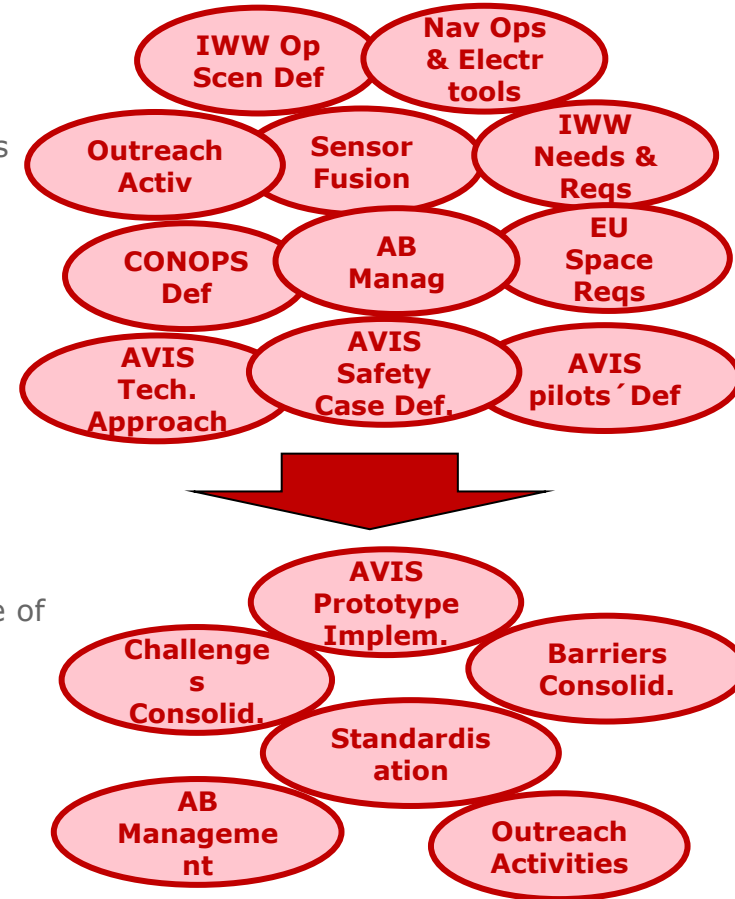 IWW Op
Scen Def
Nav Ops
& Electr
tools
s
Outreach
Activ
Sensor
Fusion
IWW
Needs &
Reqs
CONOPS
Def
AB
Manag
EU
Space
Reqs
AVIS
Tech.
Approach
AVIS
Safety
Case Def.
AVIS
pilots´Def
AVIS
Prototype
Implem.
e of
Challenge
s
Consolid.
Barriers
Consolid.
Standardis
ation
AB
Manageme
nt
Outreach
Activities